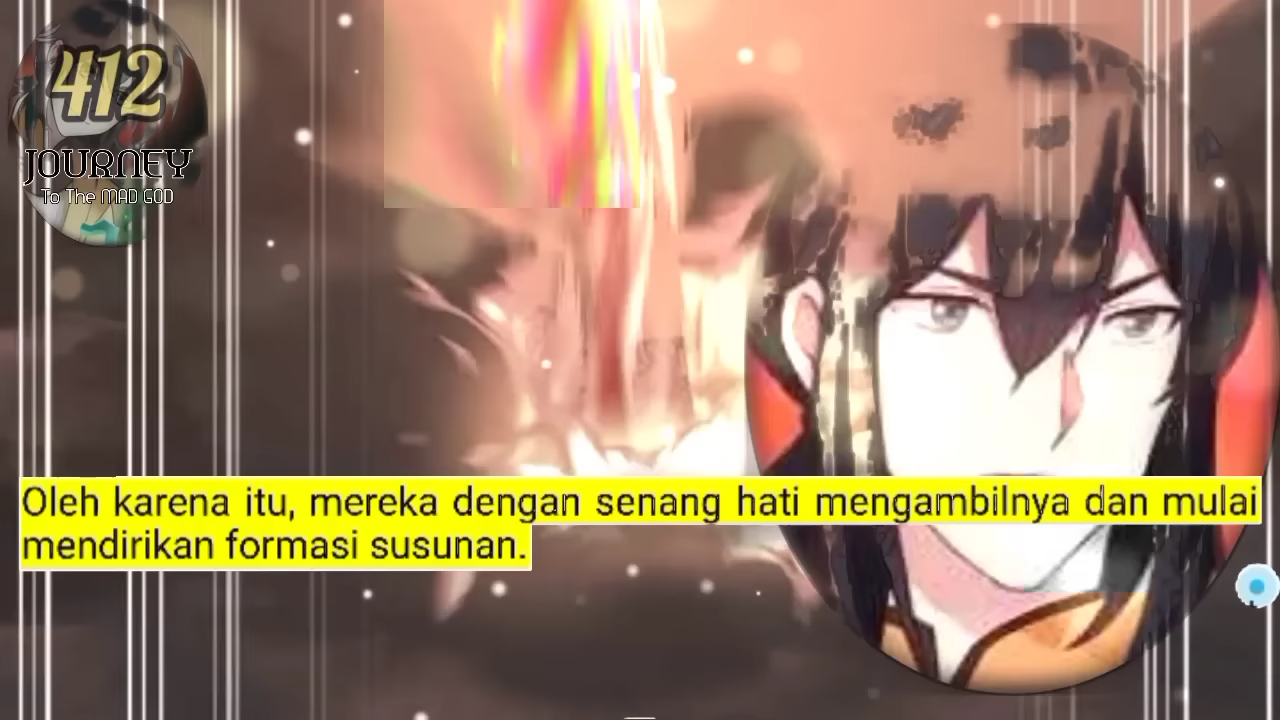 412
JOURNEY
To The MAD GOD
Oleh karena itu, mereka dengan senang hati mengambilnya dan mulai
mendirikan formasi susunan.